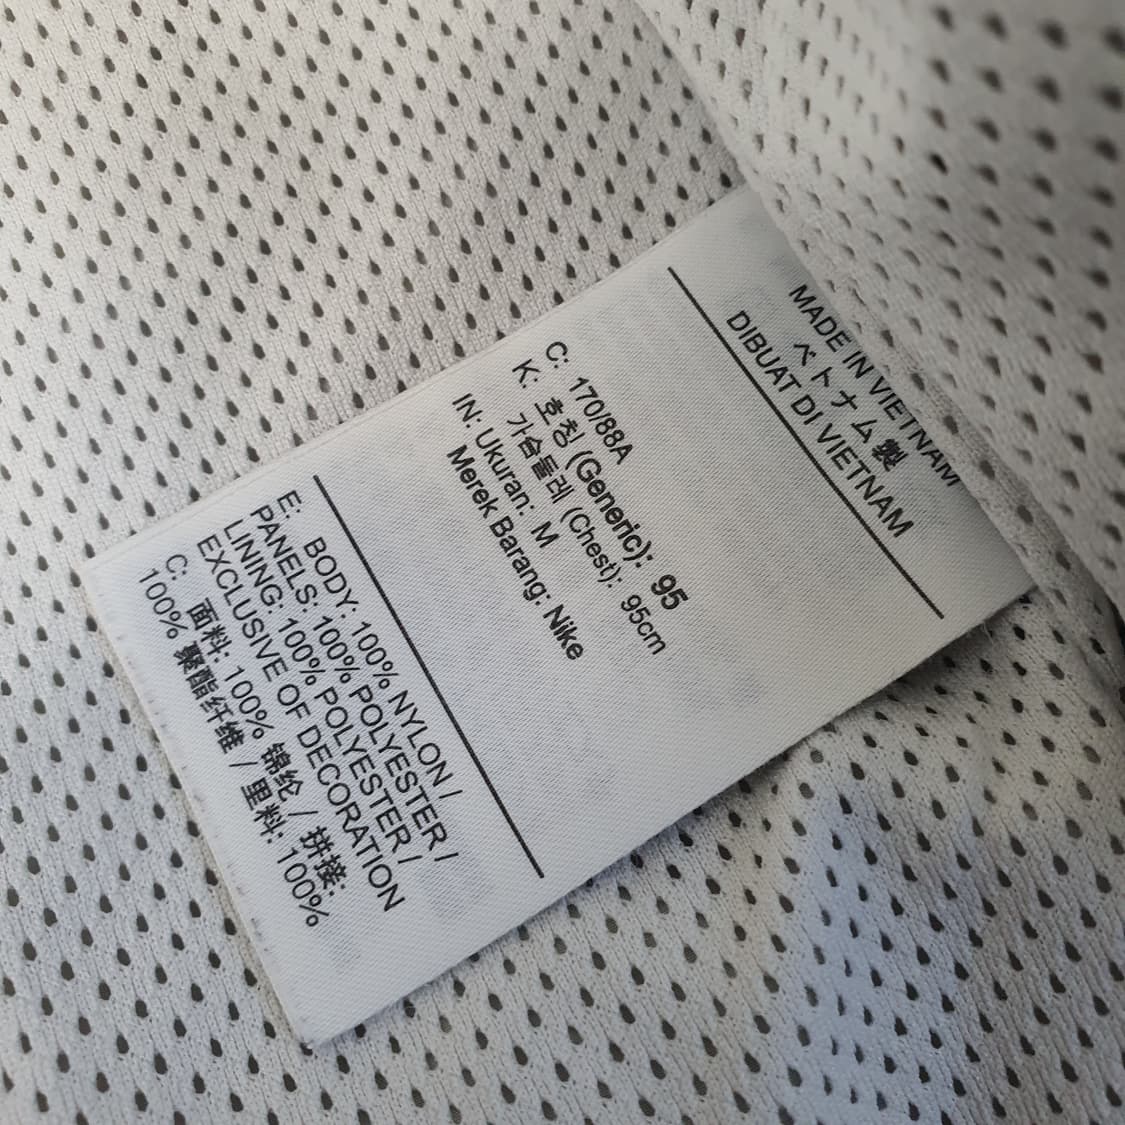 MADE IN VIETNAM
ベトナム製
DIBUAT DI VIETNAM
C: 170/88A
K: 호칭 (Generic): 95
가슴둘레 (Chest): 95cm
IN: Ukuran: M
Merek Barang: Nike
E: BODY: 100% NYLON /
PANELS: 100% POLYESTER /
LINING: 100% POLYESTER /
EXCLUSIVE OF DECORATION
C: 面料: 100% 锦纶 / 拼接:
100% 聚酯纤维 / 里料: 100%